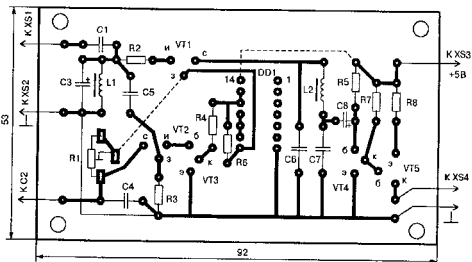 К XS1
C1
R2
VT1
и
с
з
C3
+
L1
C5
К XS2
14
DD1
1
L2
R5
К XS3
+5В
R7
R8
C8
R4
R6
VT2
и
б
с
з
к
э
VT3
R1
C6
C7
б
к
э
б
VT4
VT5
э
к
К XS4
К C2
C4
R3
53
92